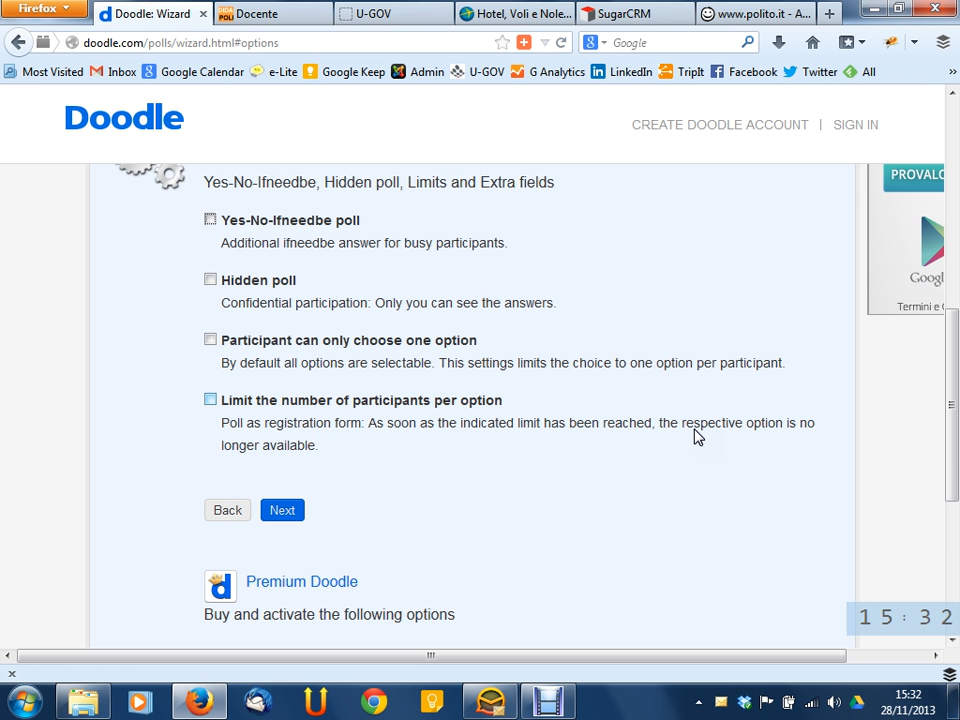 Firefox
Doodle: Wizard
Docente
U-GOV
Hotel, Voli e Nole...
SugarCRM
www.polito.it - A...
doodle.com/polls/wizard.html#options
Google
Most Visited
Inbox
Google Calendar
e-Lite
Google Keep
Admin
U-GOV
G Analytics
LinkedIn
TripIt
Facebook
Twitter
All
Doodle
CREATE DOODLE ACCOUNT | SIGN IN
PROVALO
Yes-No-Ifneedbe, Hidden poll, Limits and Extra fields
Yes-No-Ifneedbe poll
Additional ifneedbe answer for busy participants.
Google
Hidden poll
Confidential participation: Only you can see the answers.
Termini e
Participant can only choose one option
By default all options are selectable. This settings limits the choice to one option per participant.
Limit the number of participants per option
Poll as registration form: As soon as the indicated limit has been reached, the respective option is no
longer available.
Back
Next
Premium Doodle
Buy and activate the following options
15:32
15:32
28/11/2013